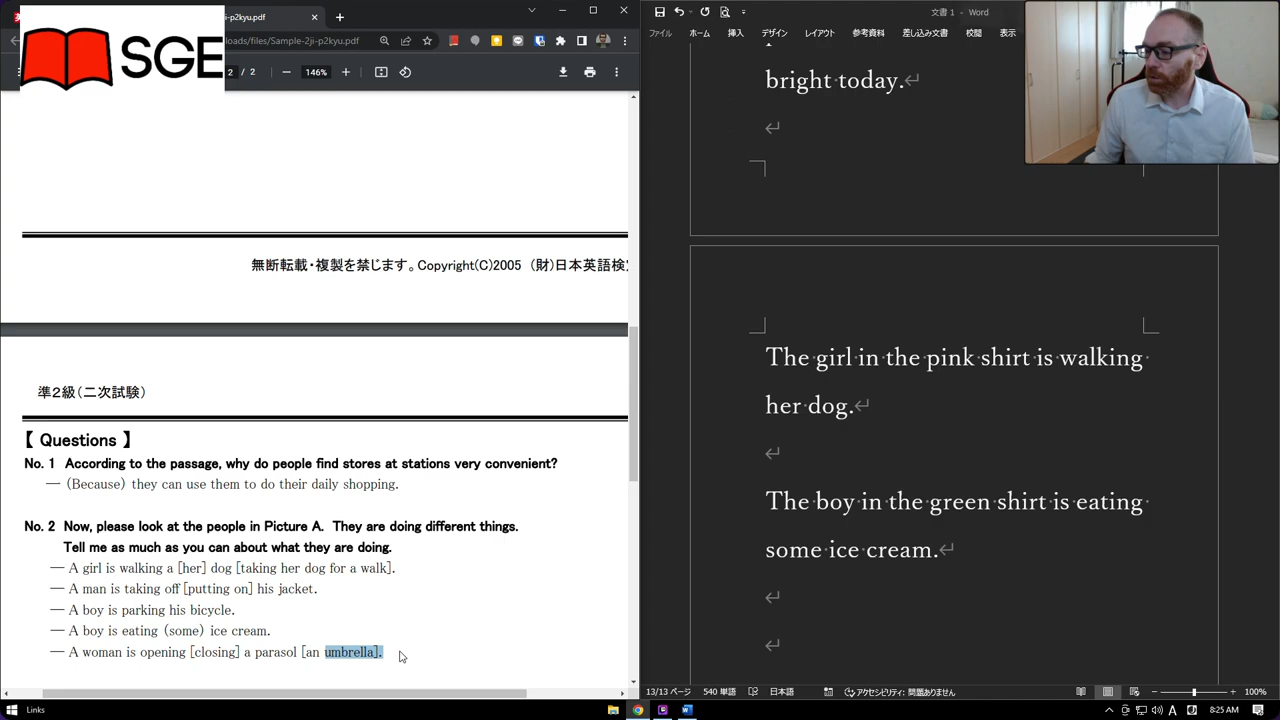 ji-p2kyu.pdf
loads/files/Sample-2ji-p2kyu.pdf
SGE
2 / 2
146%
無断転載・複製を禁じます。Copyright(C)2005 (財)日本英語検
準2級(二次試験)
【 Questions 】
No. 1 According to the passage, why do people find stores at stations very convenient?
— (Because) they can use them to do their daily shopping.
No. 2 Now, please look at the people in Picture A. They are doing different things.
Tell me as much as you can about what they are doing.
— A girl is walking a [her] dog [taking her dog for a walk].
— A man is taking off [putting on] his jacket.
— A boy is parking his bicycle.
— A boy is eating (some) ice cream.
— A woman is opening [closing] a parasol [an umbrella].
文書 1 - Word
ファイル ホーム 挿入 デザイン レイアウト 参考資料 差し込み文書 校閲 表示
bright today.
The girl in the pink shirt is walking
her dog.
The boy in the green shirt is eating
some ice cream.
13/13 ページ 540 単語 日本語 アクセシビリティ: 問題ありません 100%
Links
A
8:25 AM